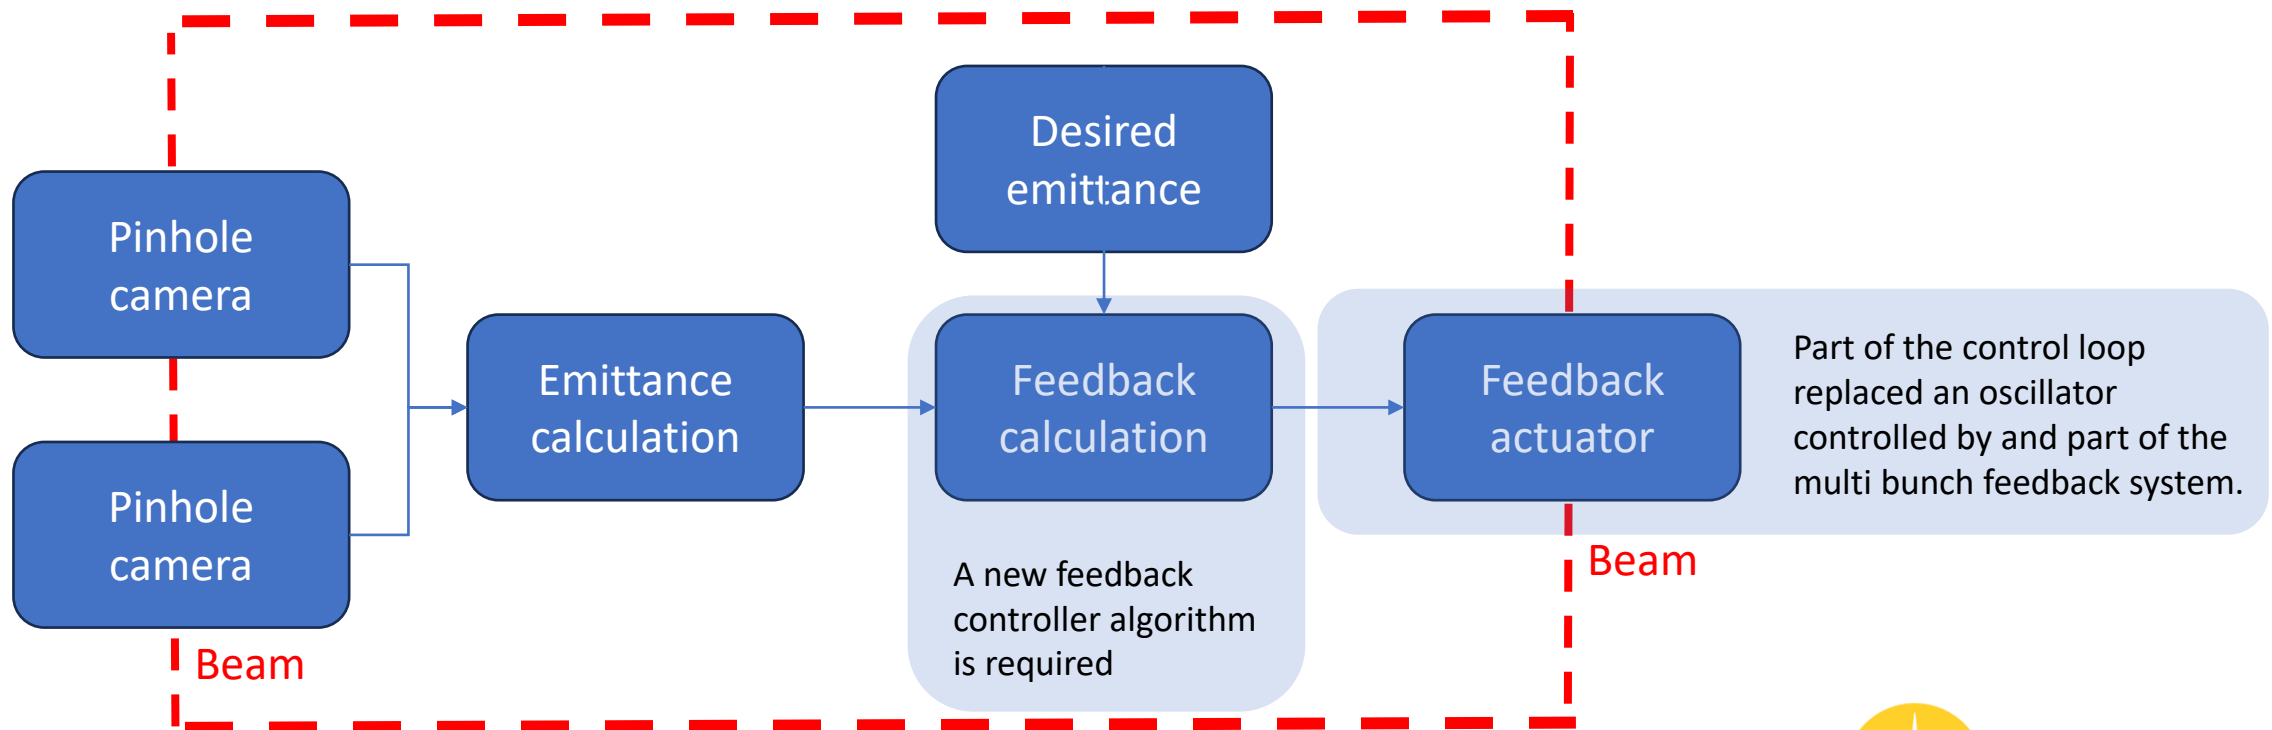 Desired
emittance
Pinhole
camera
Pinhole
camera
Emittance
calculation
Feedback
calculation
Feedback
actuator
Part of the control loop
replaced an oscillator
controlled by and part of the
multi bunch feedback system.
A new feedback
controller algorithm
is required
Beam
Beam